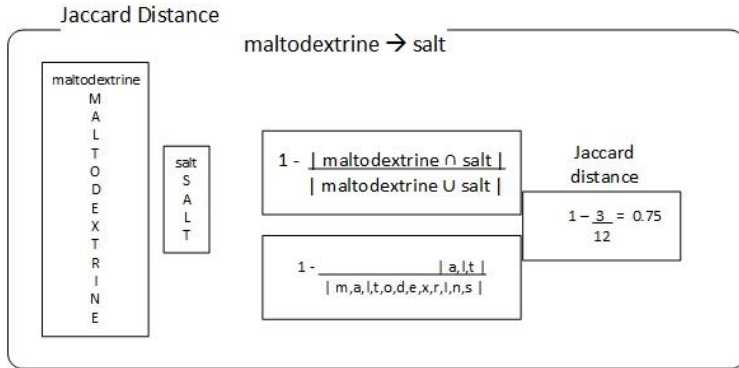 Jaccard Distance
maltodextrine → salt
maltodextrine
M
A
L
T
O
D
E
X
T
R
I
N
E
salt
S
A
L
T
1 - | maltodextrine ∩ salt |
| maltodextrine ∪ salt |
1 - | a,l,t |
| m,a,l,t,o,d,e,x,r,I,n,s |
Jaccard
distance
1 – 3 = 0.75
12